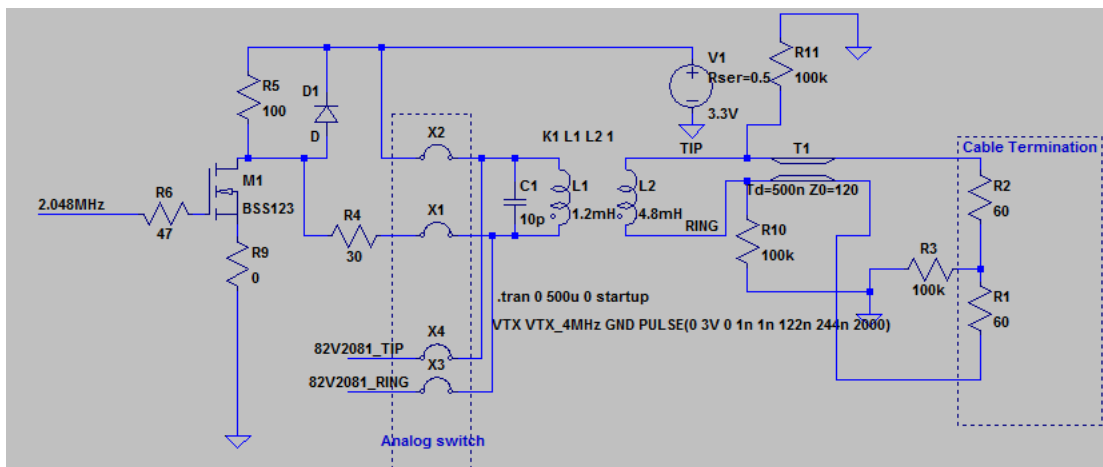 R5
100
D1
D
V1
Rser=0.5
3.3V
R11
100k
X2
K1 L1 L2 1
TIP
T1
Cable Termination
M1
BSS123
2.048MHz
R6
47
C1
10p
L1
1.2mH
L2
4.8mH
Td=500n Z0=120
R2
60
X1
R4
30
RING
R10
100k
R9
0
R3
100k
R1
60
.tran 0 500u 0 startup
VTX VTX_4MHz GND PULSE(0 3V 0 1n 1n 122n 244n 2000)
X4
82V2081_TIP
X3
82V2081_RING
Analog switch